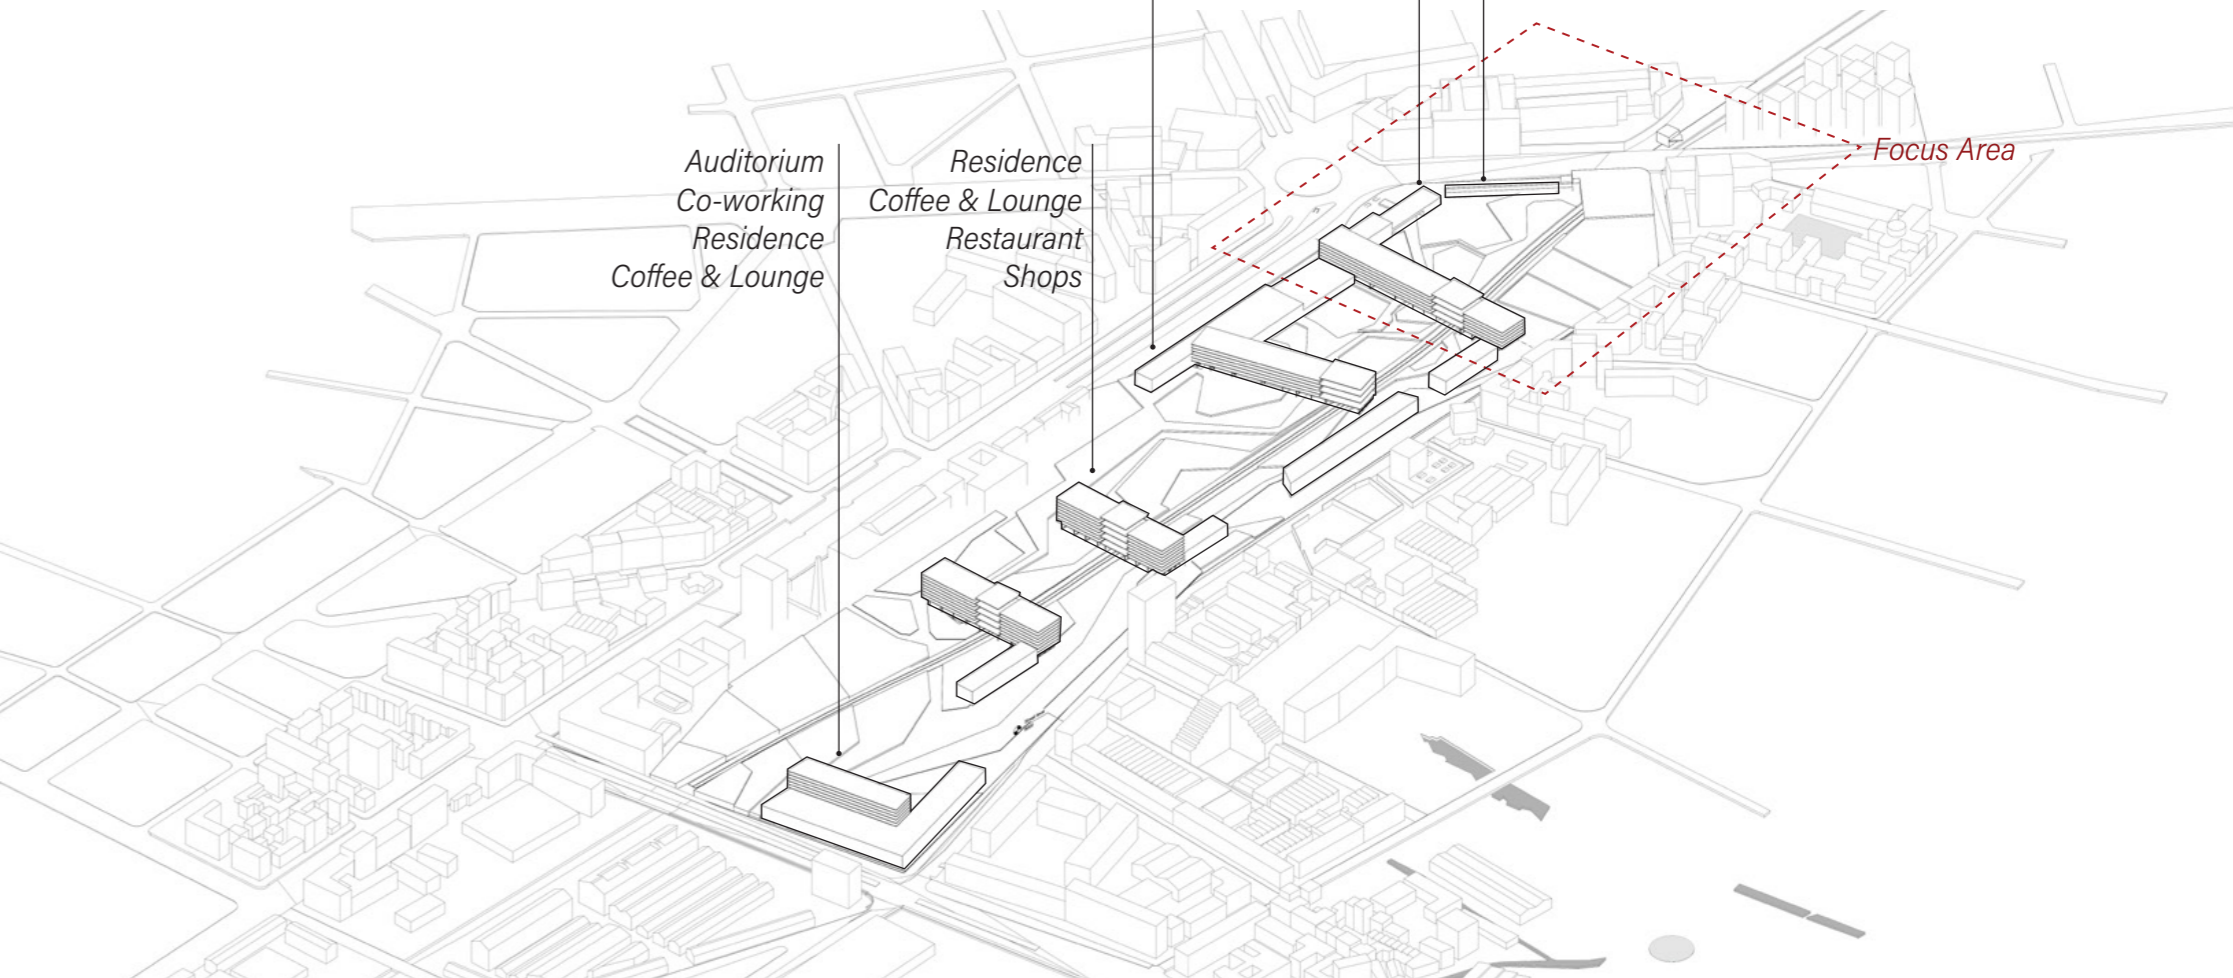 Auditorium
Co-working
Residence
Coffee & Lounge
Residence
Coffee & Lounge
Restaurant
Shops
Focus Area